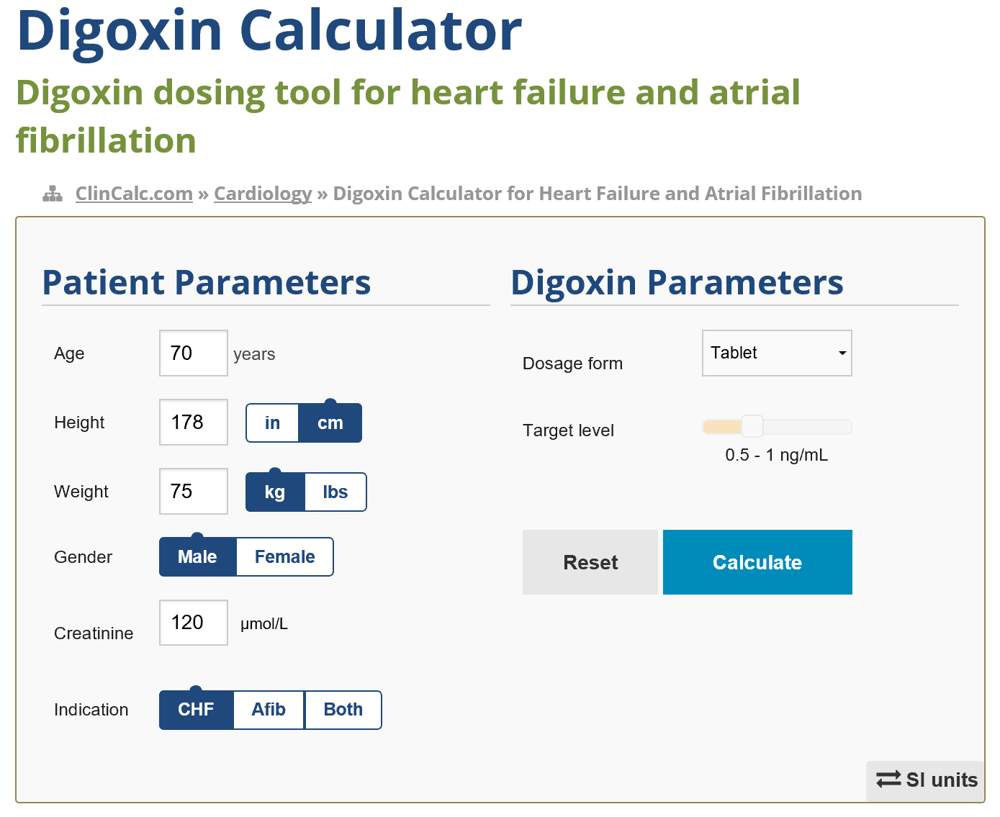 Digoxin Calculator
Digoxin dosing tool for heart failure and atrial
fibrillation
ClinCalc.com » Cardiology » Digoxin Calculator for Heart Failure and Atrial Fibrillation
Patient Parameters
Age 70 years
Height 178 in cm
Weight 75 kg lbs
Gender Male Female
Creatinine 120 µmol/L
Indication CHF Afib Both
Digoxin Parameters
Dosage form Tablet
Target level
0.5 - 1 ng/mL
Reset Calculate
SI units